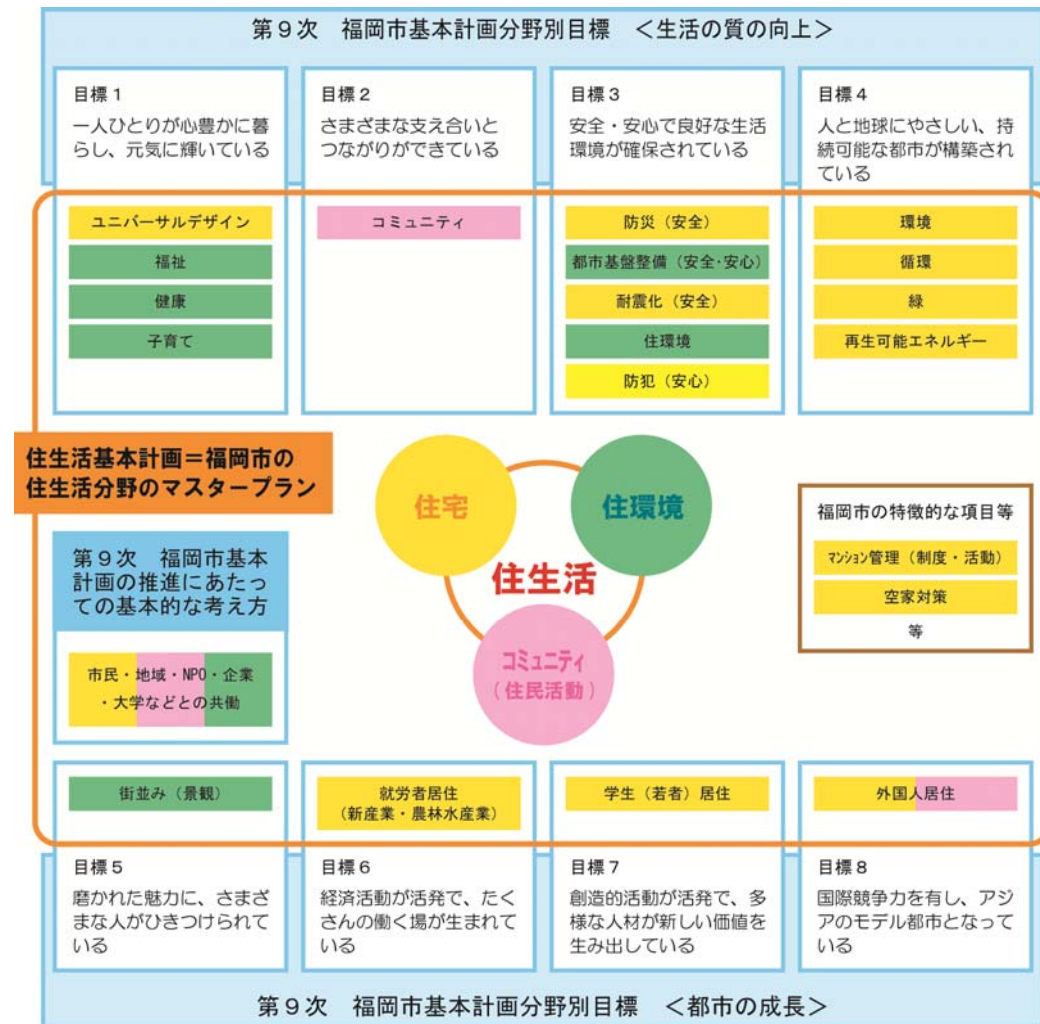 第９次　福岡市基本計画分野別目標　＜生活の質の向上＞
目標１
一人ひとりが心豊かに暮
らし、元気に輝いている
目標２
さまざまな支え合いと
つながりができている
目標３
安全・安心で良好な生活
環境が確保されている
目標４
人と地球にやさしい、持
続可能な都市が構築され
ている
ユニバーサルデザイン
福祉
健康
子育て
コミュニティ
防災（安全）
都市基盤整備（安全･安心）
耐震化（安全）
住環境
防犯（安心）
環境
循環
緑
再生可能エネルギー
住生活基本計画＝福岡市の
住生活分野のマスタープラン
住宅
住環境
住生活
コミュニティ
（住民活動）
福岡市の特徴的な項目等
ﾏﾝｼｮﾝ管理（制度・活動）
空家対策
等
第９次　福岡市基本
計画の推進にあたっ
ての基本的な考え方
市民・地域・NPO・企業
・大学などとの共働
街並み（景観）
就労者居住
（新産業・農林水産業）
学生（若者）居住
外国人居住
目標５
磨かれた魅力に、さまざ
まな人がひきつけられて
いる
目標６
経済活動が活発で、たく
さんの働く場が生まれて
いる
目標７
創造的活動が活発で、多
様な人材が新しい価値を
生み出している
目標８
国際競争力を有し、アジ
アのモデル都市となって
いる
第９次　福岡市基本計画分野別目標　＜都市の成長＞